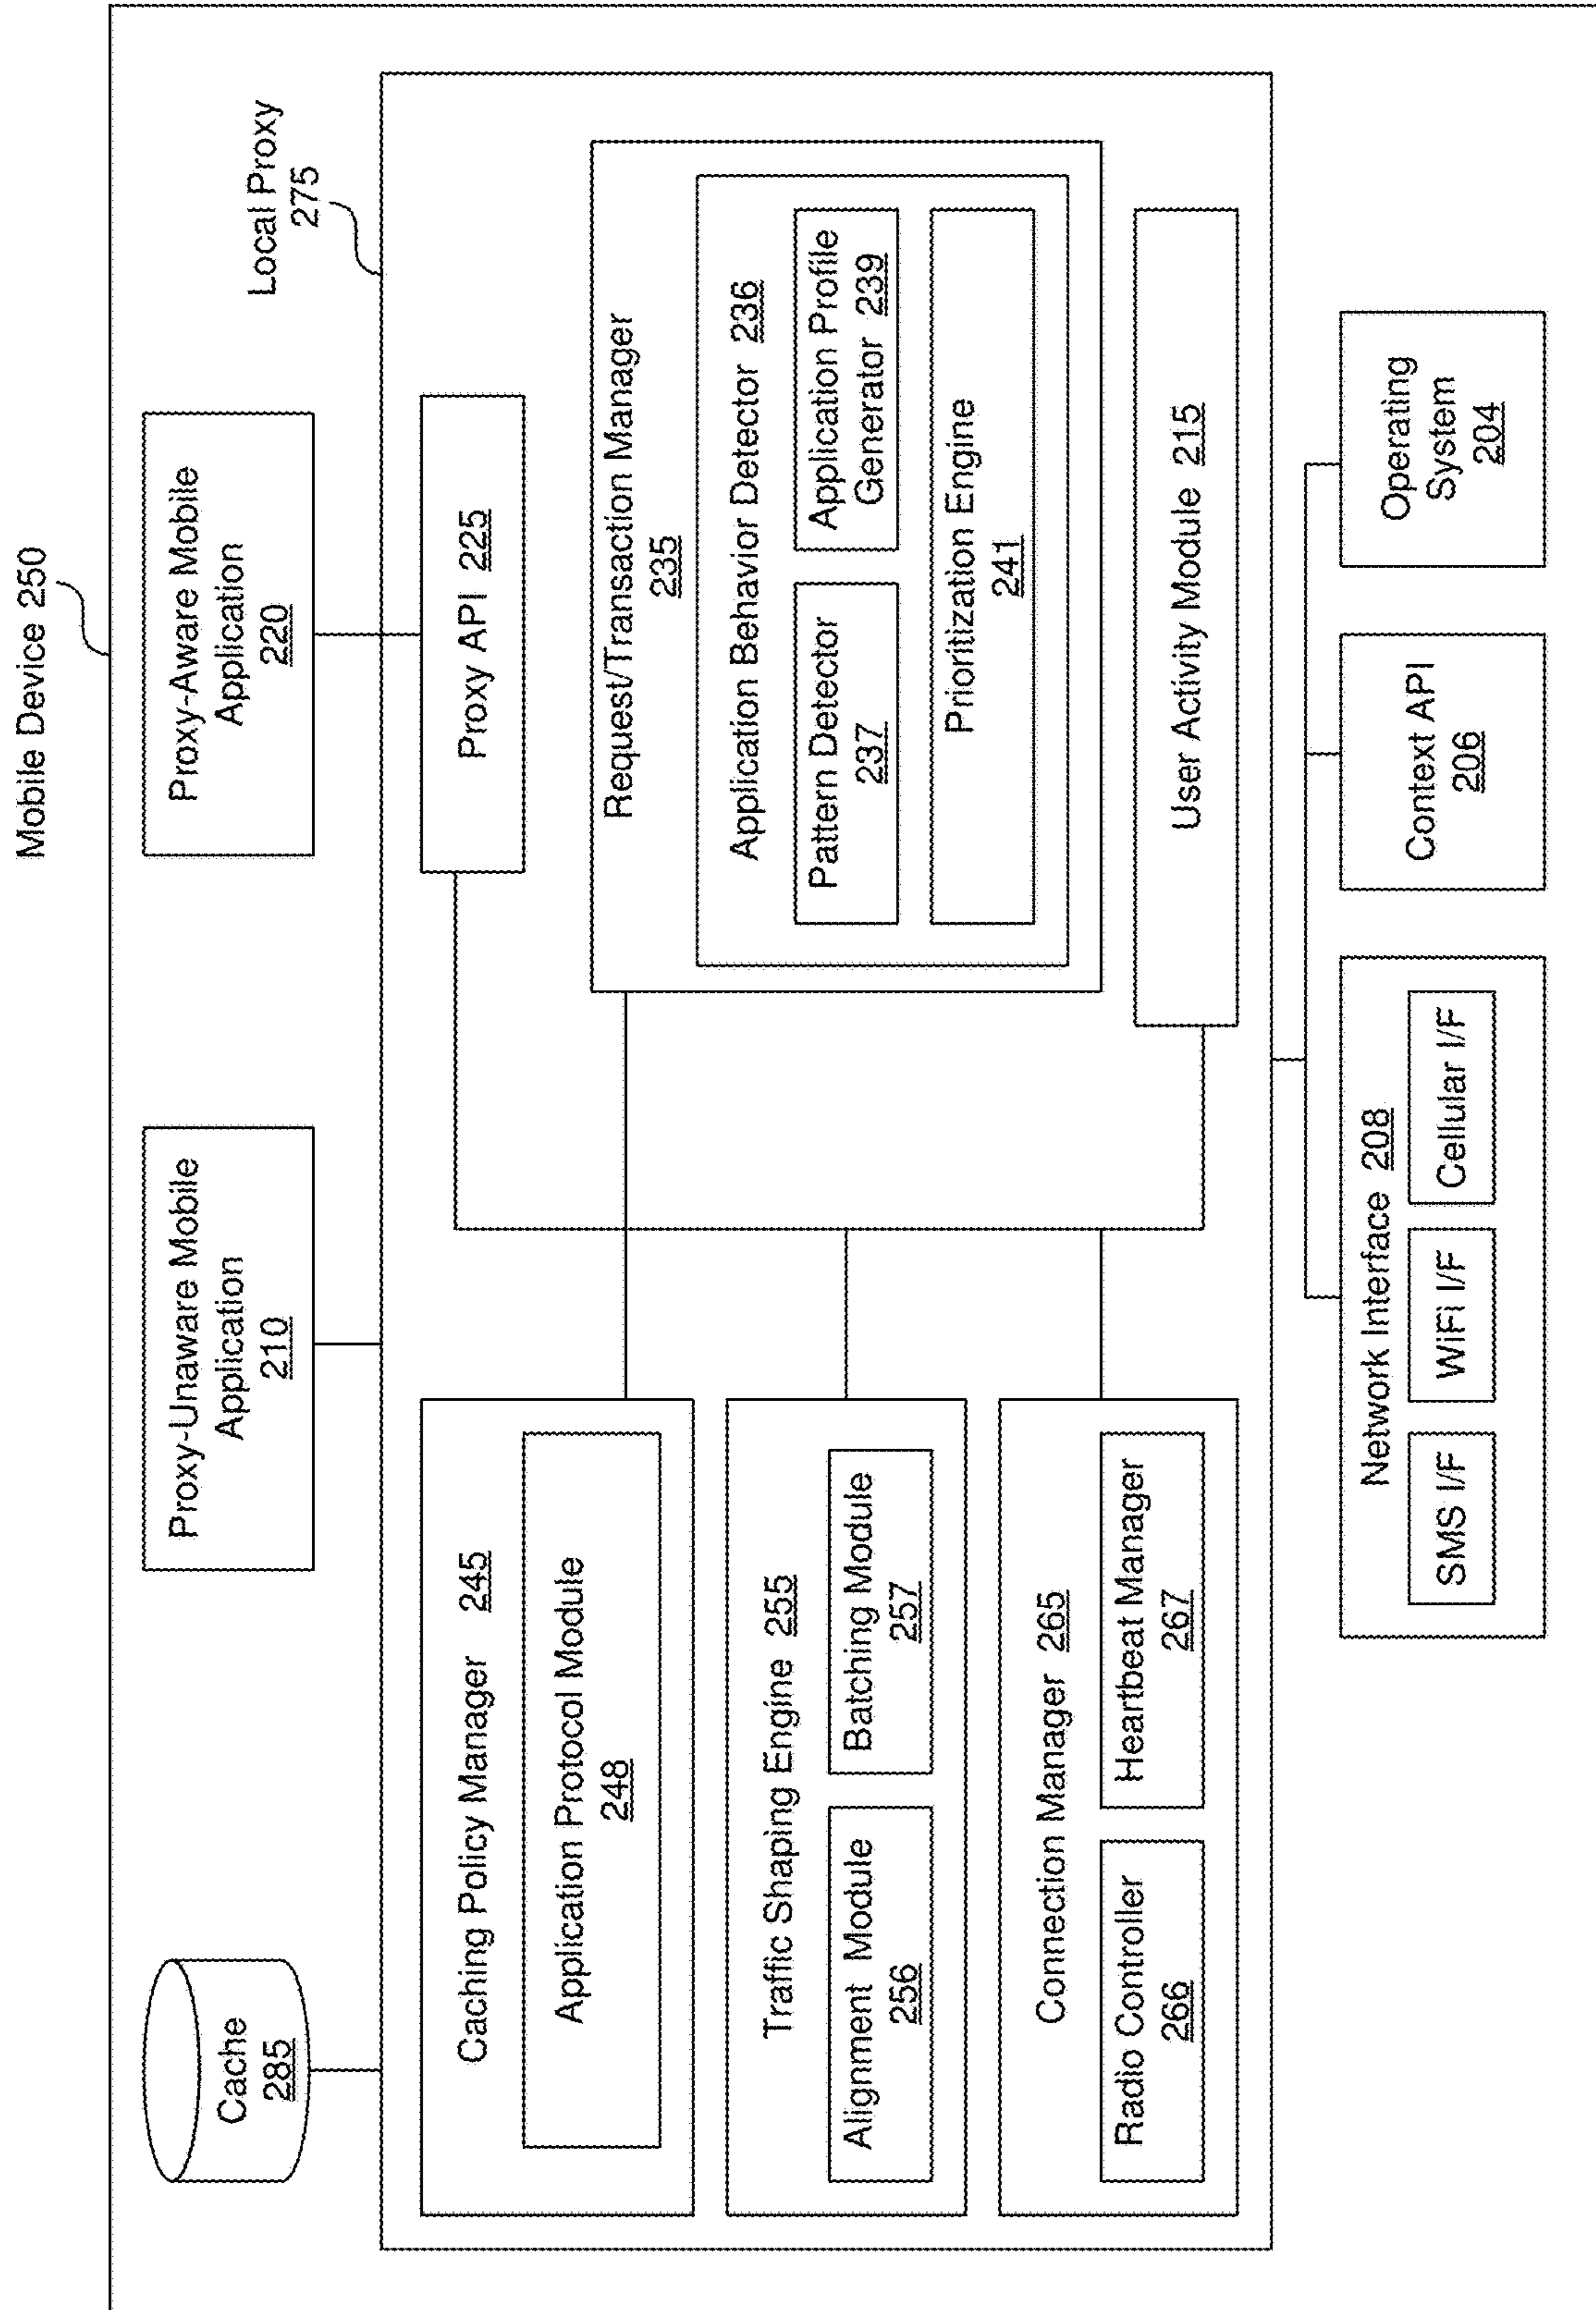 Mobile Device 250
Cache
285
Proxy-Unaware Mobile
Application
210
Proxy-Aware Mobile
Application
220
Local Proxy
275
Caching Policy Manager 245
Application Protocol Module
248
Traffic Shaping Engine 255
Alignment Module
256
Batching Module
257
Connection Manager 265
Radio Controller
266
Heartbeat Manager
267
Proxy API 225
Request/Transaction Manager
235
Application Behavior Detector 236
Pattern Detector
237
Application Profile
Generator 239
Prioritization Engine
241
User Activity Module 215
Network Interface 208
SMS I/F
WiFi I/F
Cellular I/F
Context API
206
Operating
System
204